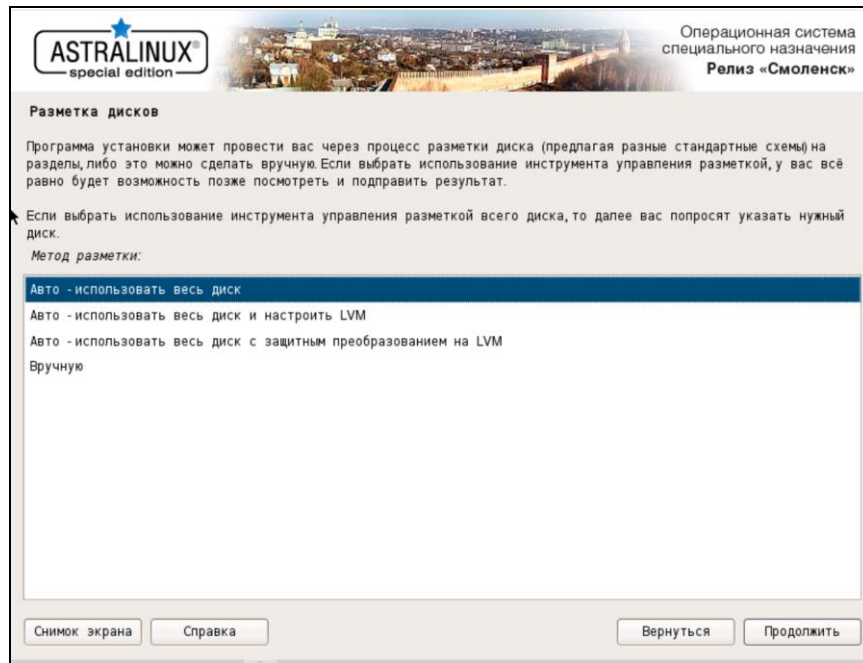 ASTRALINUX®
special edition
Операционная система
специального назначения
Релиз «Смоленск»
Разметка дисков
Программа установки может провести вас через процесс разметки диска (предлагая разные стандартные схемы) на
разделы, либо это можно сделать вручную. Если выбрать использование инструмента управления разметкой, у вас всё
равно будет возможность позже посмотреть и подправить результат.
Если выбрать использование инструмента управления разметкой всего диска, то далее вас попросят указать нужный
диск.
Метод разметки:
Авто - использовать весь диск
Авто - использовать весь диск и настроить LVM
Авто - использовать весь диск с защитным преобразованием на LVM
Вручную
Снимок экрана
Справка
Вернуться
Продолжить